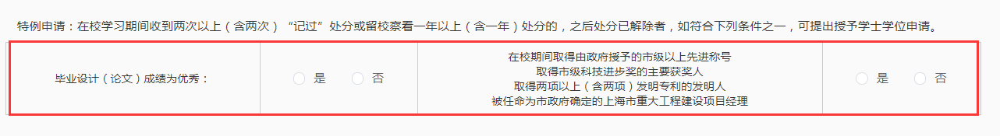 特例申请：在校学习期间收到两次以上（含两次）“记过”处分或留校察看一年以上（含一年）处分的，之后处分已解除者，如符合下列条件之一，可提出授予学士学位申请。
毕业设计（论文）成绩为优秀：
是
否
在校期间取得由政府授予的市级以上先进称号
取得市级科技进步奖的主要获奖人
取得两项以上（含两项）发明专利的发明人
被任命为市政府确定的上海市重大工程建设项目经理
是
否